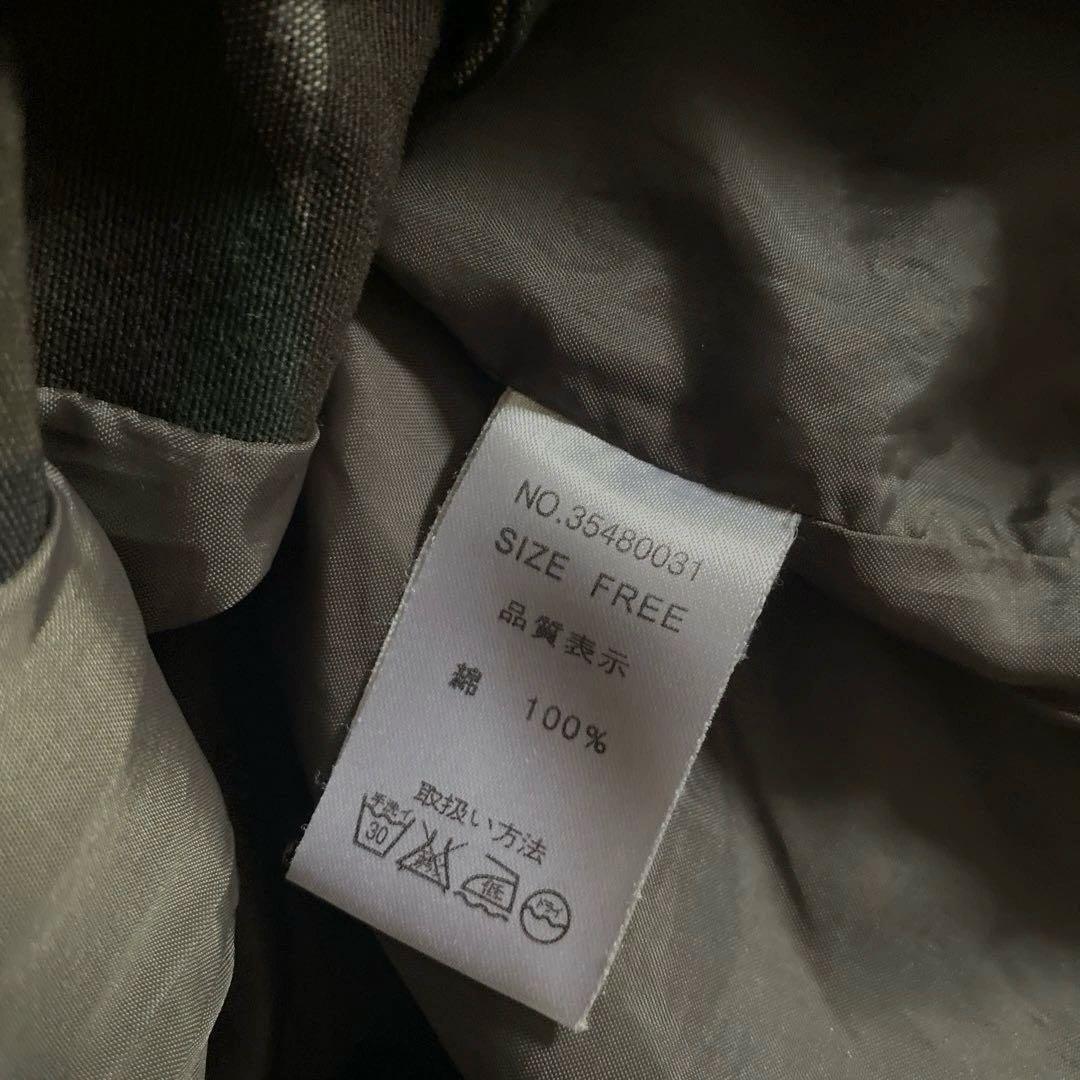 NO.35480031
SIZE FREE
品質表示
綿 100%
取扱い方法
手洗イ 30 低 ドライ